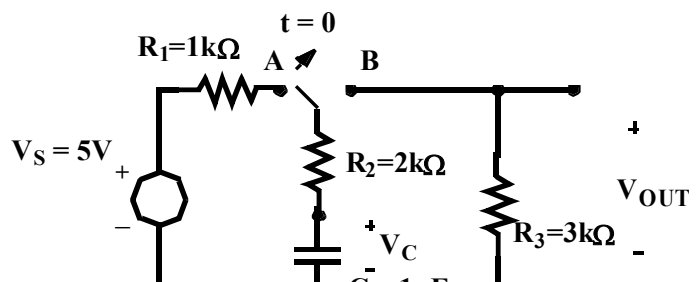 t = 0
R1=1kΩ
A
B
VS = 5V
+
–
R2=2kΩ
+
VC
-
+
VOUT
-
R3=3kΩ